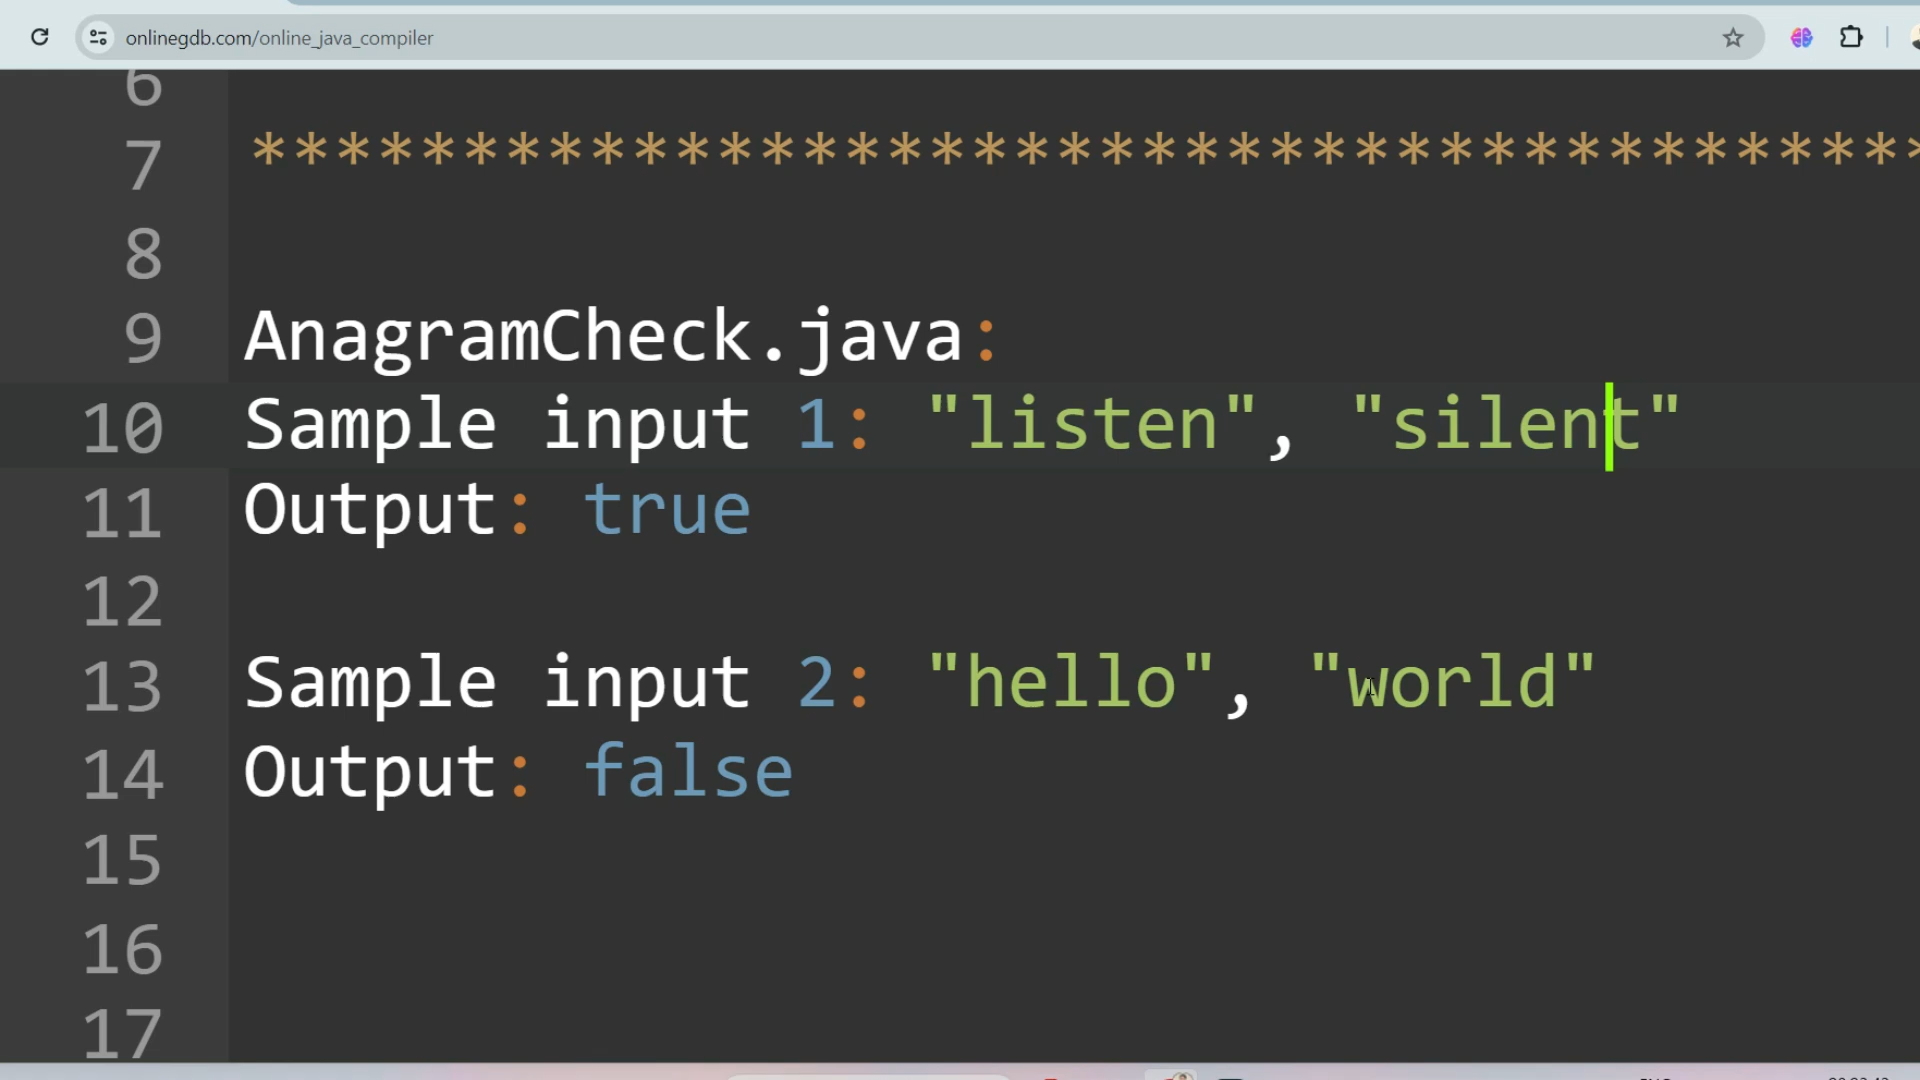 onlinegdb.com/online_java_compiler
6
7 ****************************************
8
9 AnagramCheck.java:
10 Sample input 1: "listen", "silent"
11 Output: true
12
13 Sample input 2: "hello", "world"
14 Output: false
15
16
17